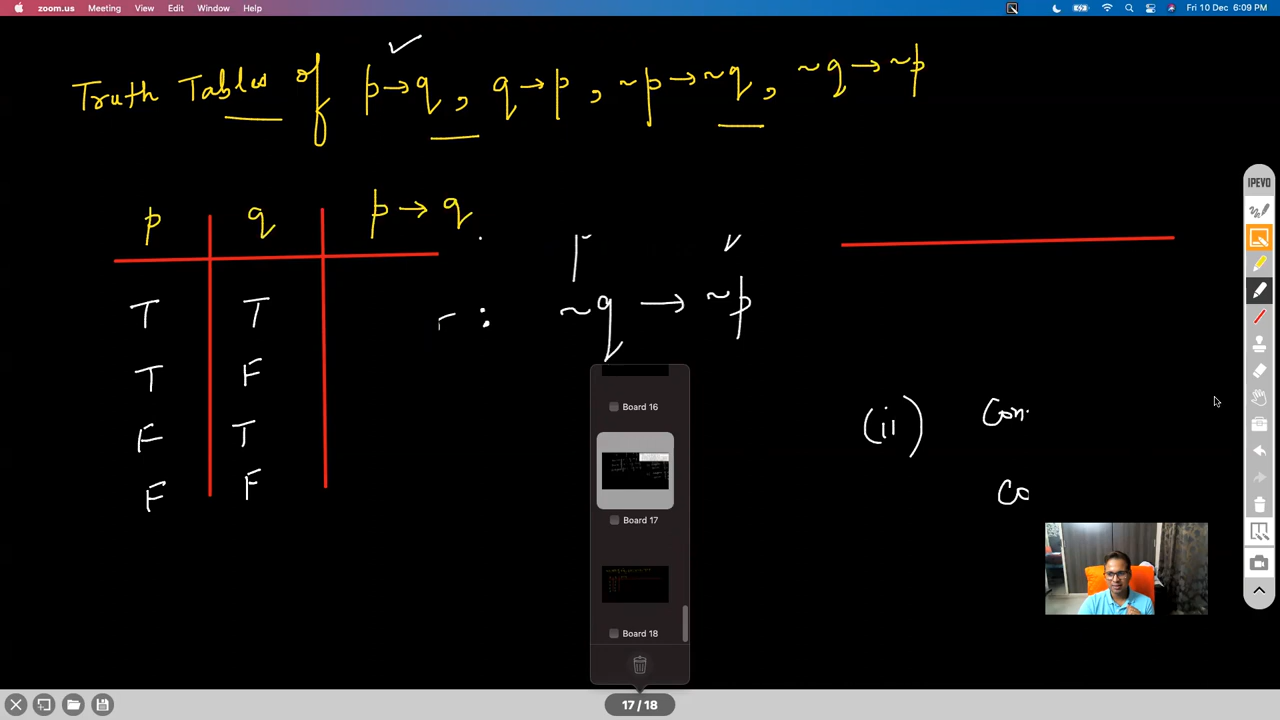 zoom.us Meeting View Edit Window Help Fri 10 Dec 6:09 PM
Truth Tables of p → q, q → p, ~p → ~q, ~q → ~p
IPEVO
p q p → q
T T
: ~q → ~p
T F
(ii)
F T
F F
Board 16
Board 17
Board 18
17 / 18